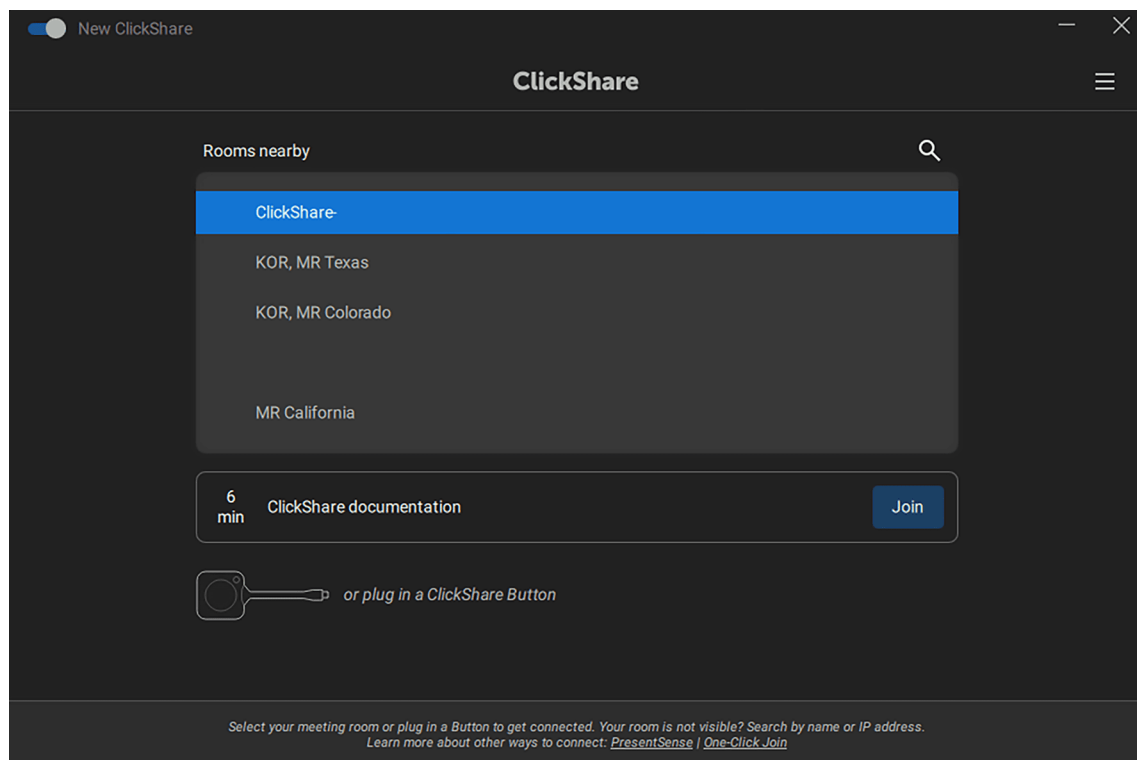 New ClickShare
ClickShare
Rooms nearby
ClickShare-
KOR, MR Texas
KOR, MR Colorado
MR California
6
min
ClickShare documentation
Join
or plug in a ClickShare Button
Select your meeting room or plug in a Button to get connected. Your room is not visible? Search by name or IP address.
Learn more about other ways to connect: PresentSense | One-Click Join